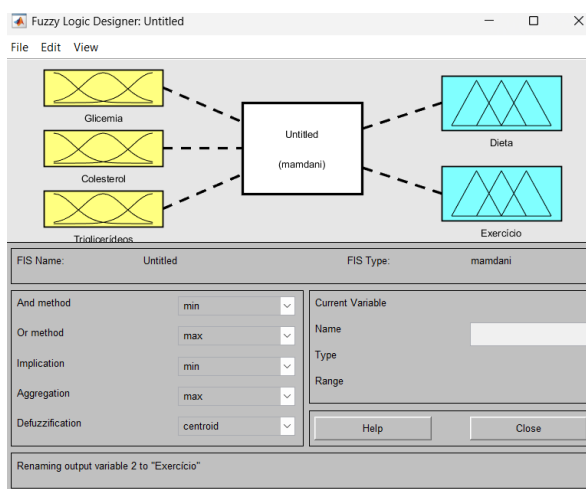 Fuzzy Logic Designer: Untitled
File Edit View
Glicemia
Colesterol
Triglicerídeos
Untitled
(mamdani)
Dieta
Exercício
FIS Name: Untitled FIS Type: mamdani
And method min
Or method max
Implication min
Aggregation max
Defuzzification centroid
Current Variable
Name
Type
Range
Help Close
Renaming output variable 2 to "Exercício"